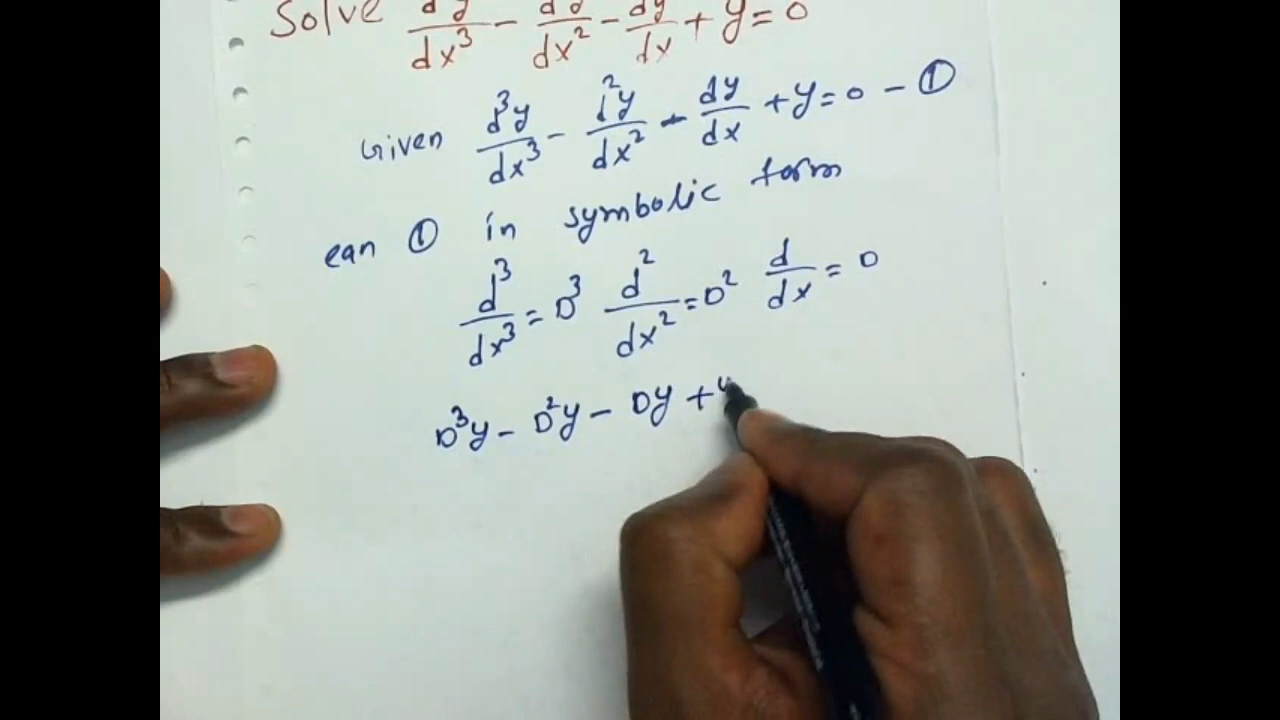 Solve d³y/dx³ - d²y/dx² - dy/dx + y = 0
Given d³y/dx³ - d²y/dx² - dy/dx + y = 0 - ①
eqn ① in symbolic form
d³/dx³ = D³ d²/dx² = D² d/dx = D
D³y - D²y - Dy + y